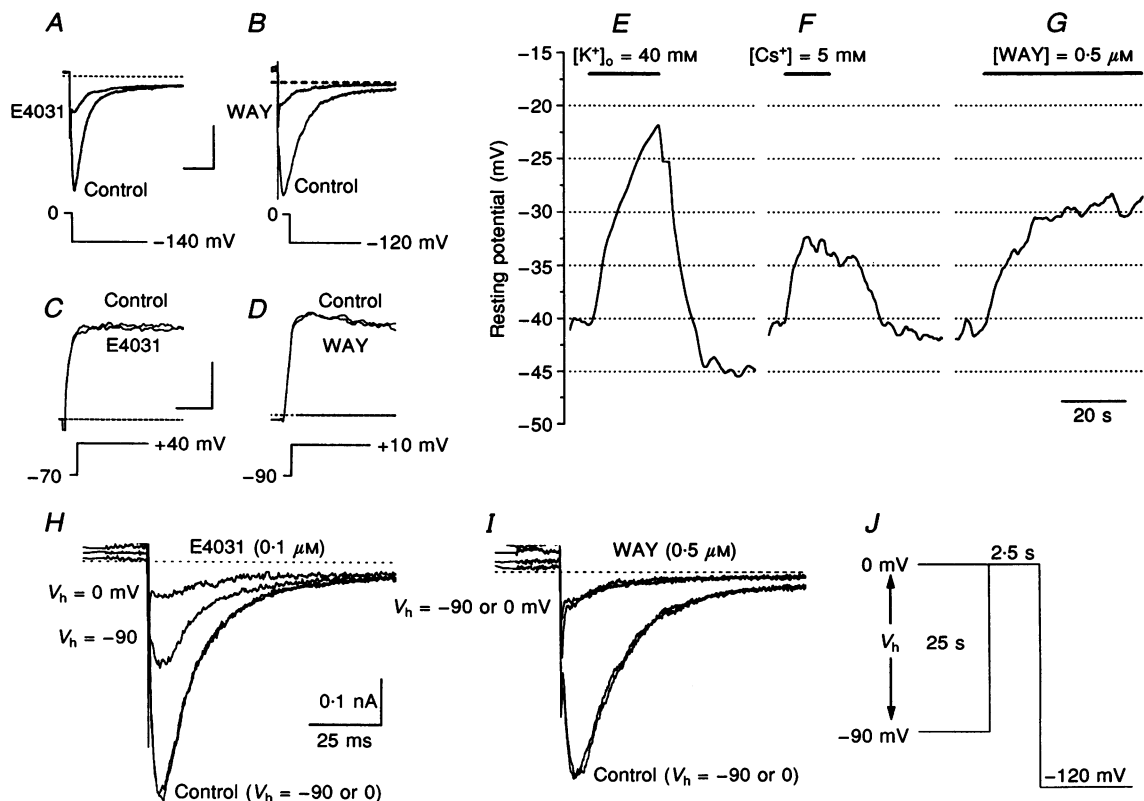 A
E4031
Control
0
−140 mV
B
WAY
Control
0
−120 mV
C
Control
E4031
+40 mV
−70
D
Control
WAY
+10 mV
−90
E
F
G
[K+]o = 40 mM
[Cs+] = 5 mM
[WAY] = 0·5 μM
Resting potential (mV)
−15
−20
−25
−30
−35
−40
−45
−50
20 s
H
E4031 (0·1 μM)
Vh = 0 mV
Vh = −90
0·1 nA
25 ms
Control (Vh = −90 or 0)
I
WAY (0·5 μM)
Vh = −90 or 0 mV
Control (Vh = −90 or 0)
J
2·5 s
0 mV
Vh
25 s
−90 mV
−120 mV